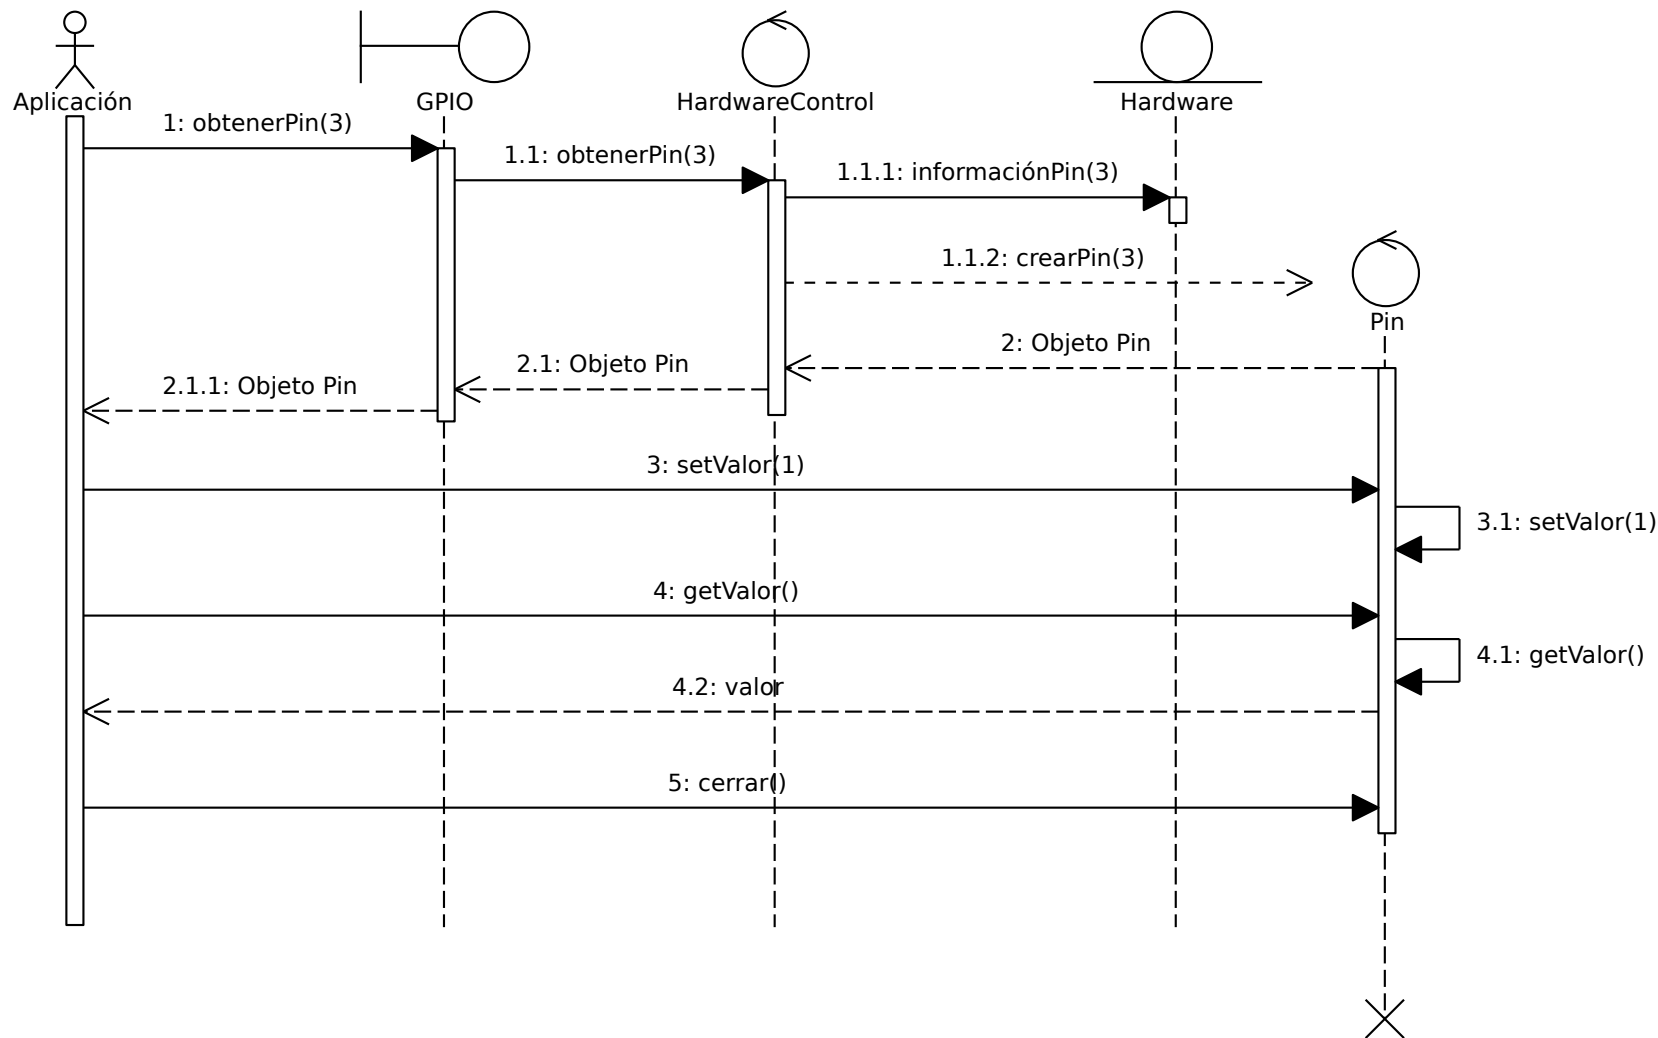 Aplicación
GPIO
HardwareControl
Hardware
1: obtenerPin(3)
1.1: obtenerPin(3)
1.1.1: informaciónPin(3)
1.1.2: crearPin(3)
Pin
2: Objeto Pin
2.1: Objeto Pin
2.1.1: Objeto Pin
3: setValor(1)
3.1: setValor(1)
4: getValor()
4.1: getValor()
4.2: valor
5: cerrar()